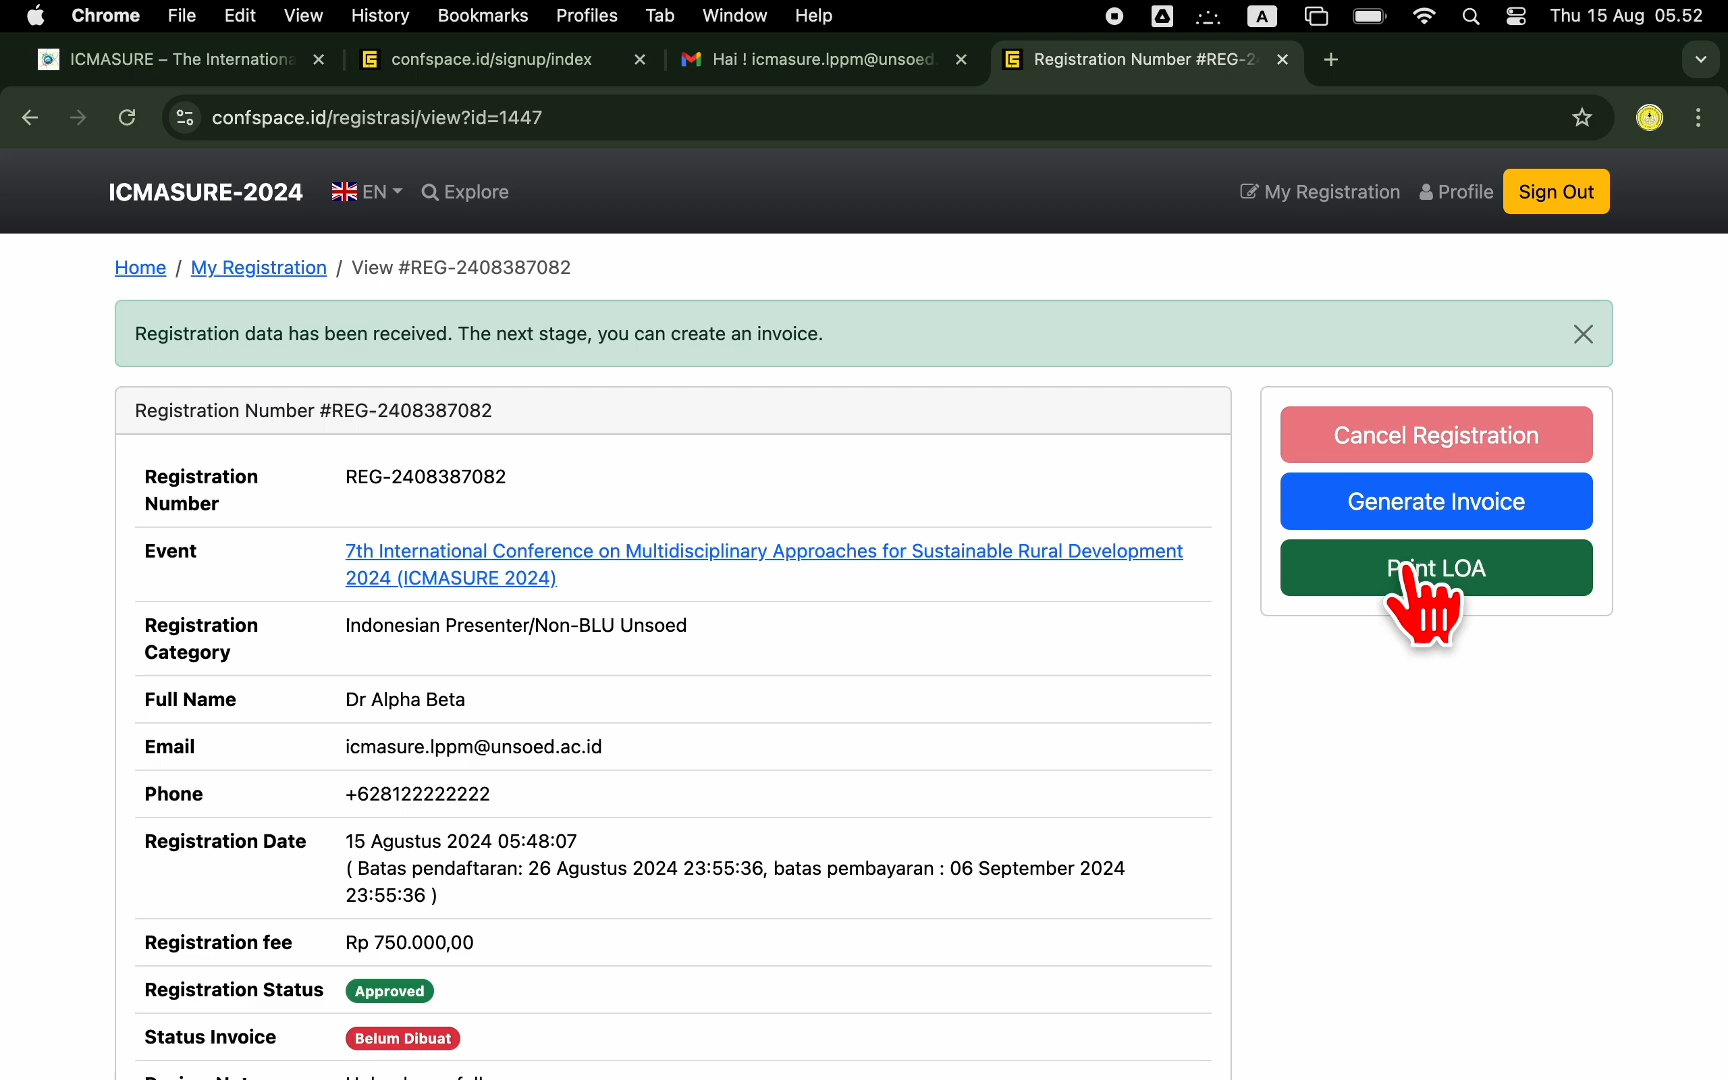 Chrome File Edit View History Bookmarks Profiles Tab Window Help A Thu 15 Aug 05.52
ICMASURE – The Internationa confspace.id/signup/index Hai ! icmasure.lppm@unsoed. Registration Number #REG-2
confspace.id/registrasi/view?id=1447
ICMASURE-2024 EN Explore My Registration Profile Sign Out
Home / My Registration / View #REG-2408387082
Registration data has been received. The next stage, you can create an invoice.
Registration Number #REG-2408387082
Cancel Registration
Generate Invoice
Print LOA
Registration Number REG-2408387082
Event 7th International Conference on Multidisciplinary Approaches for Sustainable Rural Development
2024 (ICMASURE 2024)
Registration Category Indonesian Presenter/Non-BLU Unsoed
Full Name Dr Alpha Beta
Email icmasure.lppm@unsoed.ac.id
Phone +628122222222
Registration Date 15 Agustus 2024 05:48:07
( Batas pendaftaran: 26 Agustus 2024 23:55:36, batas pembayaran : 06 September 2024
23:55:36 )
Registration fee Rp 750.000,00
Registration Status Approved
Status Invoice Belum Dibuat